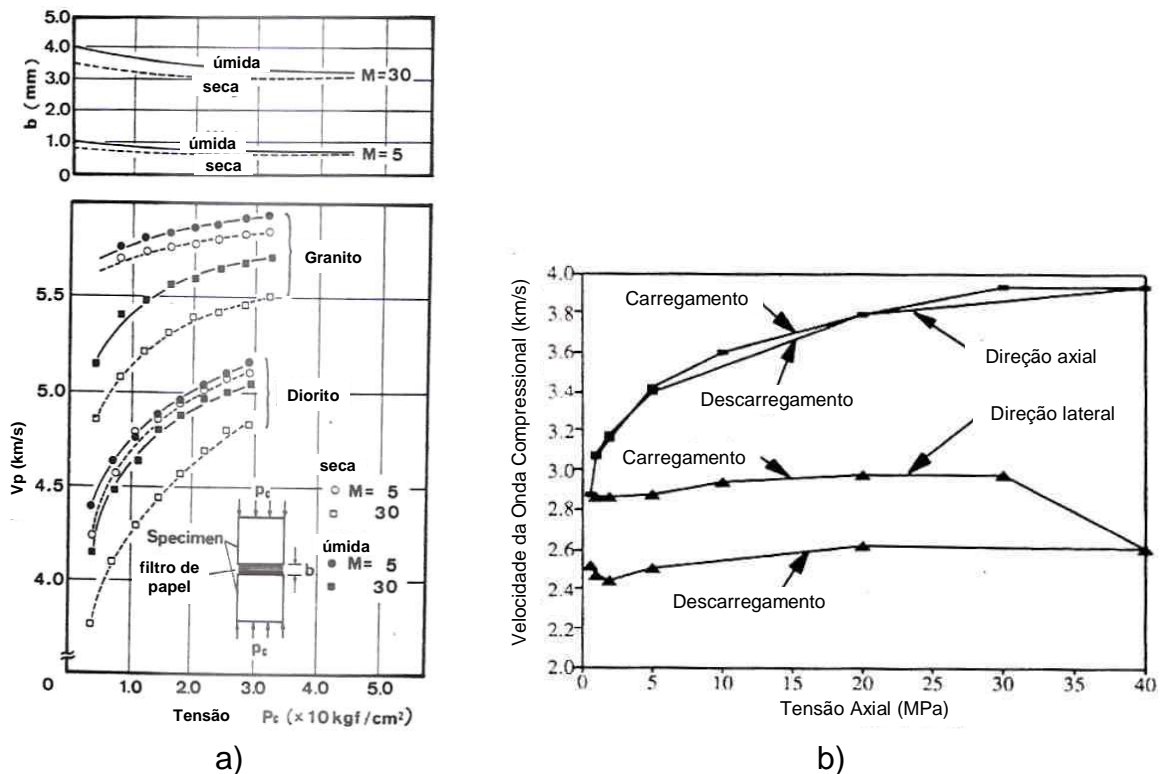 5.0
4.0
3.0
2.0
1.0
0
b (mm)
úmida
seca
M=30
úmida
seca
M=5
5.5
5.0
4.5
4.0
0
Vp (km/s)
Granito
Diorito
seca
M= 5
30
úmida
M= 5
30
Pc
Specimen
filtro de
papel
b
Pc
1.0 2.0 3.0 4.0 5.0
Tensão Pc (×10 kgf/cm²)
a)
4.0
3.8
3.6
3.4
3.2
3.0
2.8
2.6
2.4
2.2
2.0
Velocidade da Onda Compressional (km/s)
Carregamento
Direção axial
Descarregamento
Direção lateral
Carregamento
Descarregamento
0 5 10 15 20 25 30 35 40
Tensão Axial (MPa)
b)